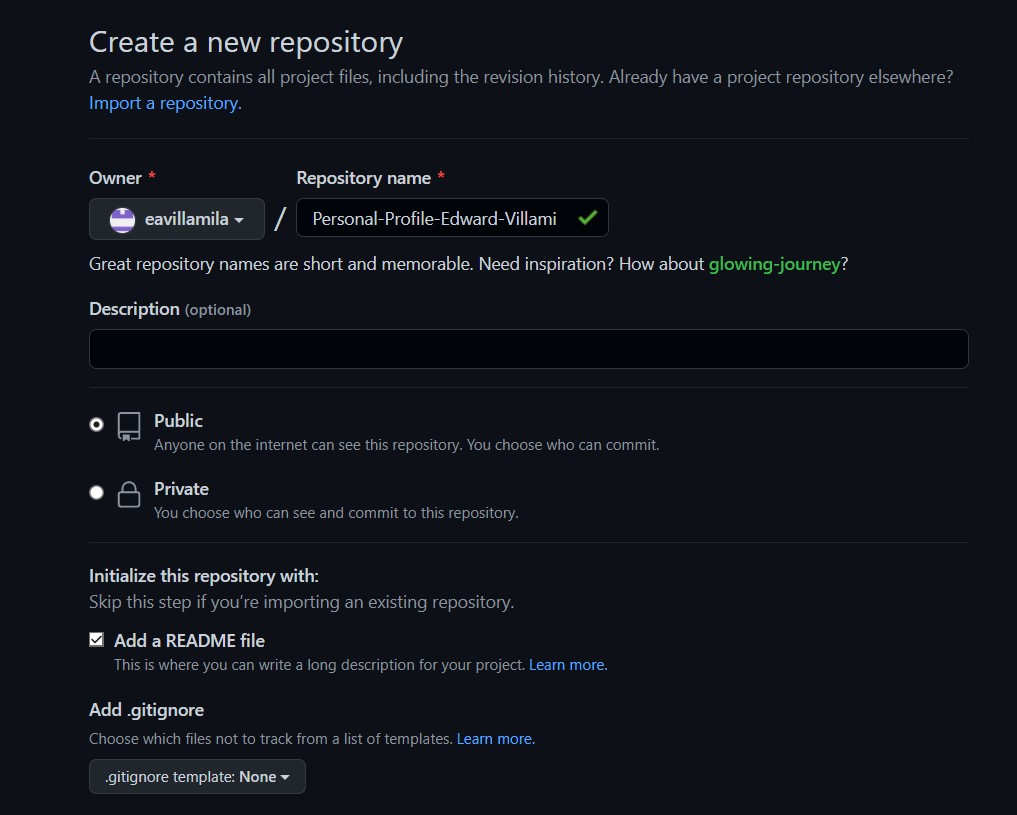 Create a new repository
A repository contains all project files, including the revision history. Already have a project repository elsewhere?
Import a repository.
Owner *
Repository name *
eavillamila
/
Personal-Profile-Edward-Villami
Great repository names are short and memorable. Need inspiration? How about glowing-journey?
Description (optional)
Public
Anyone on the internet can see this repository. You choose who can commit.
Private
You choose who can see and commit to this repository.
Initialize this repository with:
Skip this step if you’re importing an existing repository.
Add a README file
This is where you can write a long description for your project. Learn more.
Add .gitignore
Choose which files not to track from a list of templates. Learn more.
.gitignore template: None